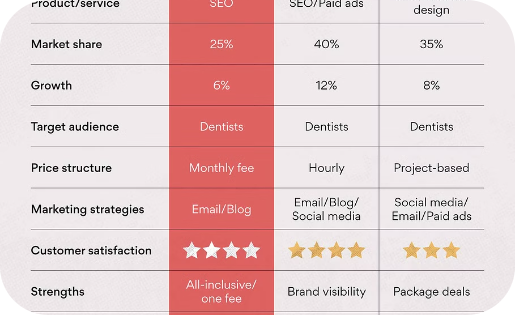 Product/service SEO SEO/Paid ads design
Market share 25% 40% 35%
Growth 6% 12% 8%
Target audience Dentists Dentists Dentists
Price structure Monthly fee Hourly Project-based
Marketing strategies Email/Blog Email/Blog/ Social media/
Social media Email/Paid ads
Customer satisfaction
Strengths All-inclusive/ Brand visibility Package deals
one fee